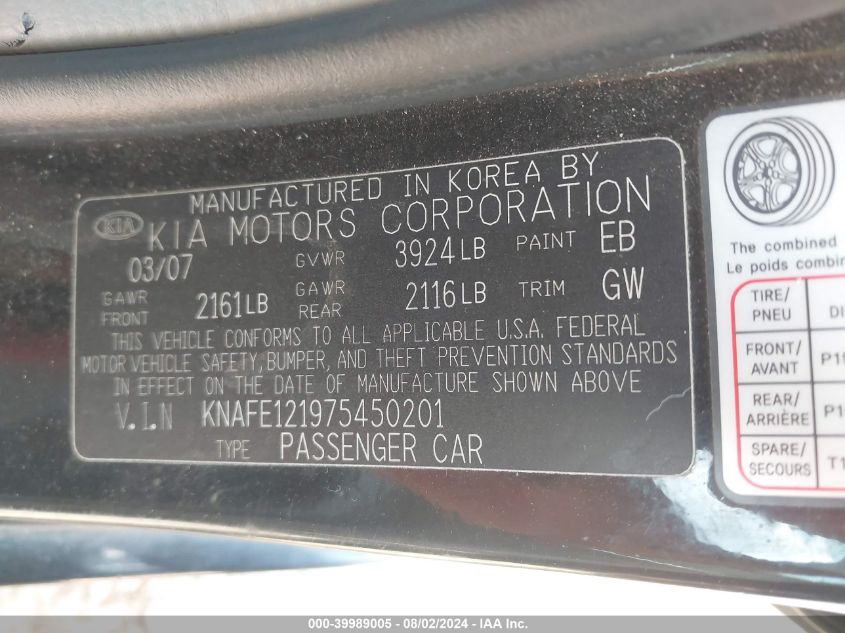 MANUFACTURED IN KOREA BY
KIA KIA MOTORS CORPORATION
03/07 GVWR 3924LB PAINT EB
GAWR FRONT 2161LB GAWR REAR 2116LB TRIM GW
THIS VEHICLE CONFORMS TO ALL APPLICABLE U.S.A. FEDERAL
MOTOR VEHICLE SAFETY, BUMPER, AND THEFT PREVENTION STANDARDS
IN EFFECT ON THE DATE OF MANUFACTURE SHOWN ABOVE
V.I.N KNAFE121975450201
TYPE PASSENGER CAR
The combined
Le poids combin
TIRE/
PNEU
FRONT/
AVANT
REAR/
ARRIÈRE
SPARE/
SECOURS
000-39989005 - 08/02/2024 - IAA Inc.